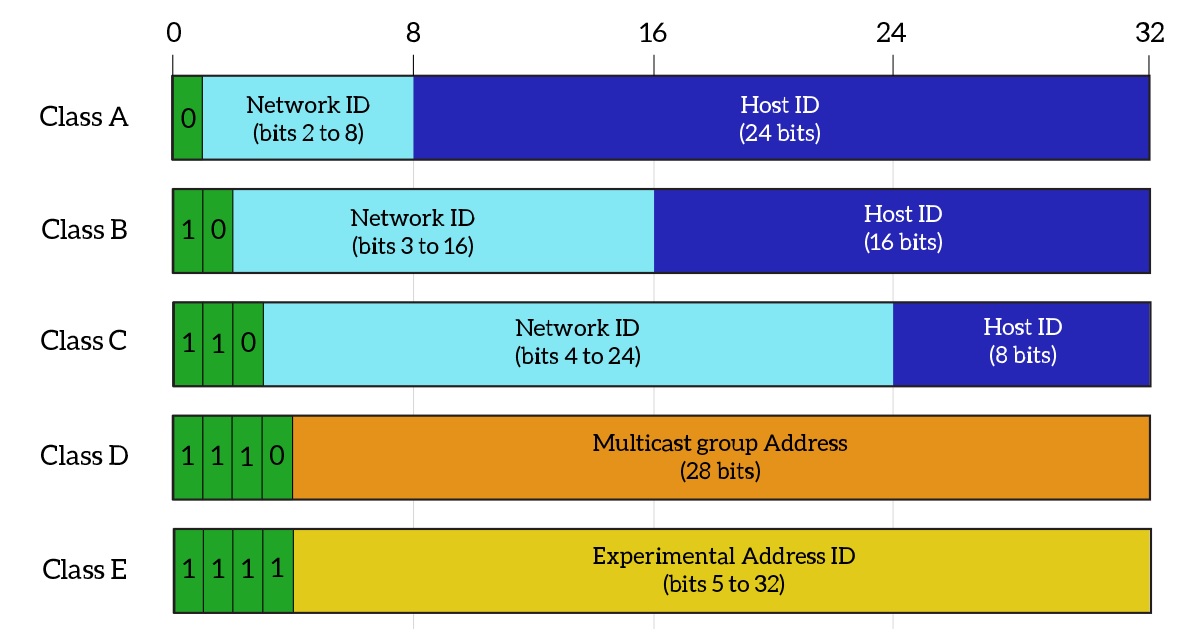 0 8 16 24 32
Class A 0 Network ID Host ID
(bits 2 to 8) (24 bits)
Class B 1 0 Network ID Host ID
(bits 3 to 16) (16 bits)
Class C 1 1 0 Network ID Host ID
(bits 4 to 24) (8 bits)
Class D 1 1 1 0 Multicast group Address
(28 bits)
Class E 1 1 1 1 Experimental Address ID
(bits 5 to 32)